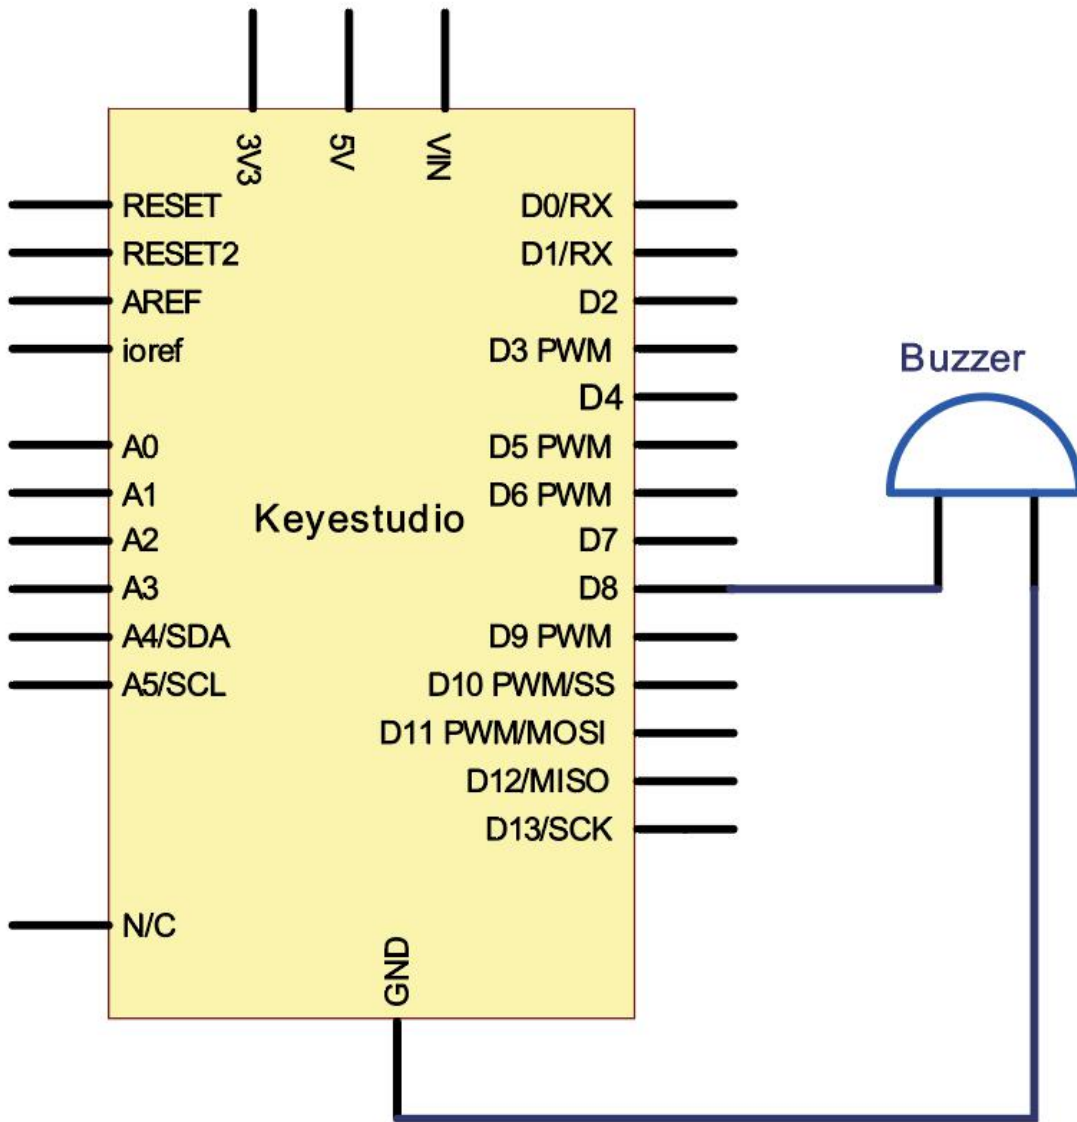 3V3
5V
VIN
RESET
D0/RX
RESET2
D1/RX
AREF
D2
ioref
D3 PWM
Buzzer
D4
A0
D5 PWM
A1
D6 PWM
Keyestudio
A2
D7
A3
D8
A4/SDA
D9 PWM
A5/SCL
D10 PWM/SS
D11 PWM/MOSI
D12/MISO
D13/SCK
N/C
GND